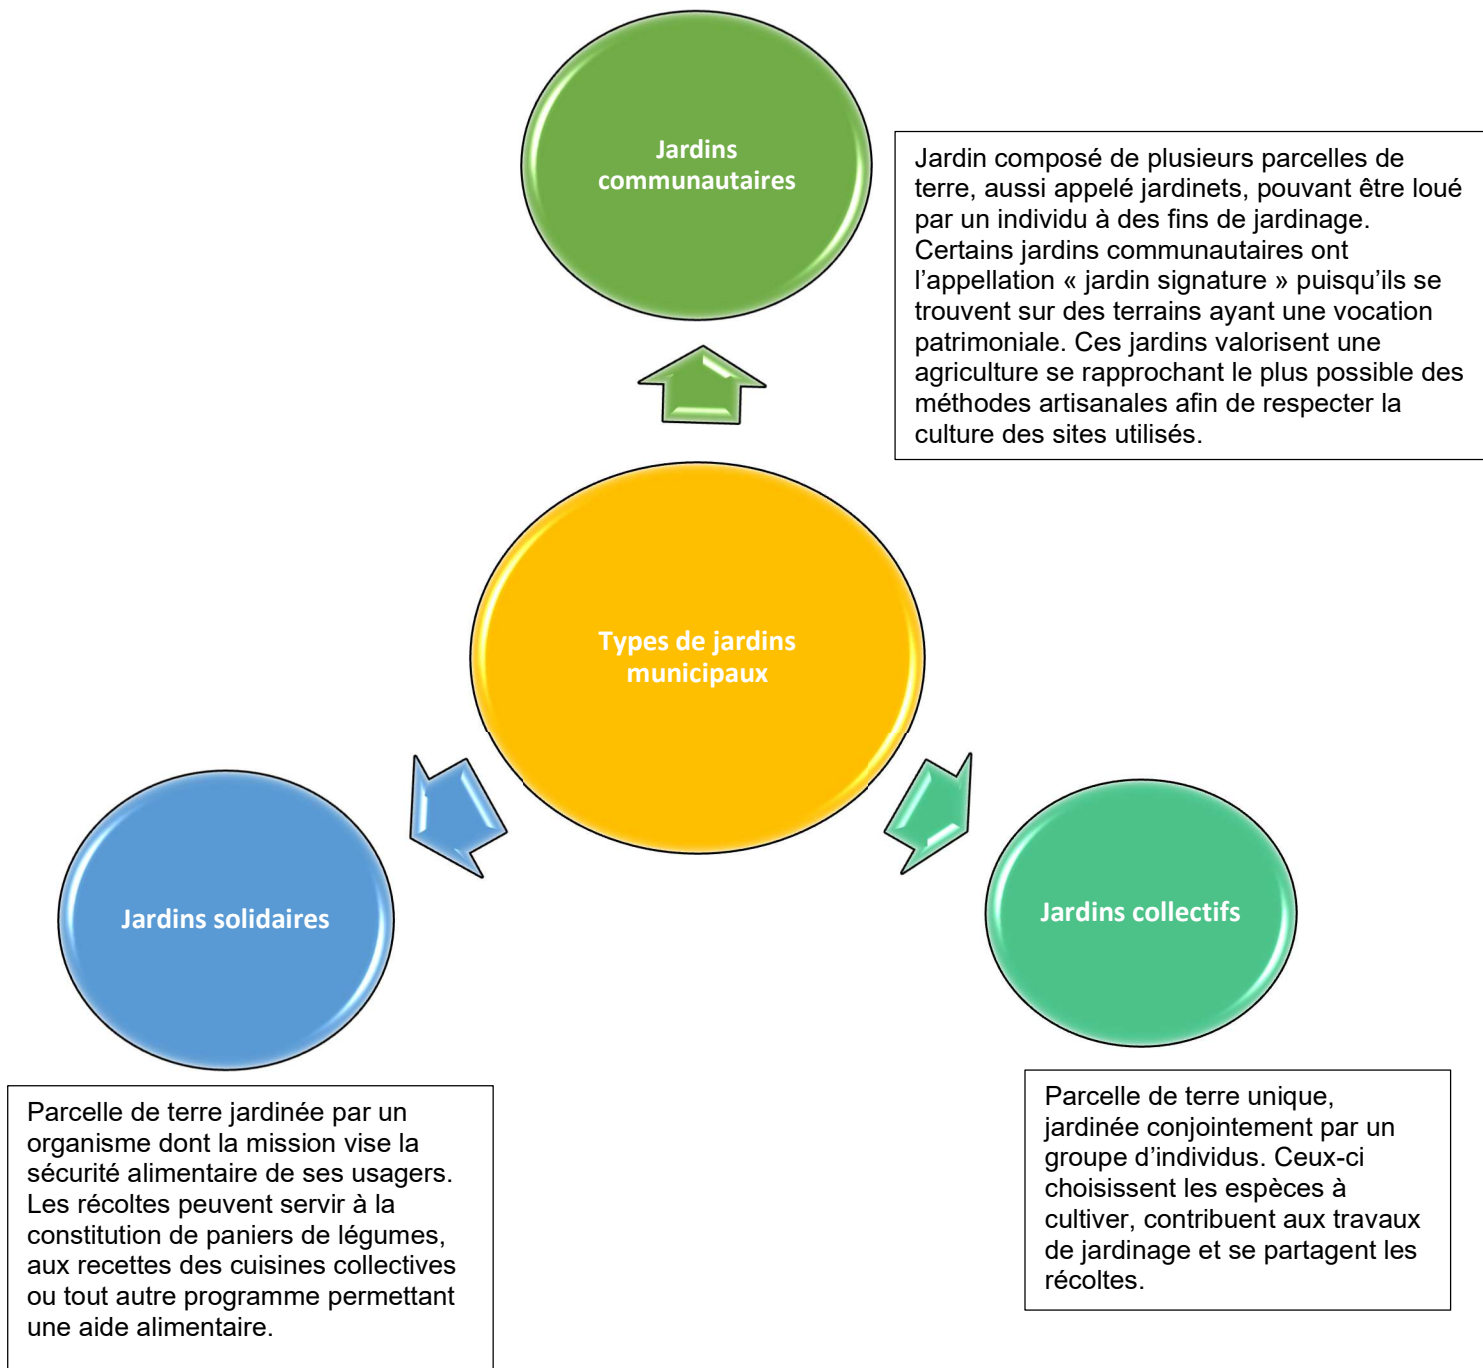 Jardins
communautaires
Jardin composé de plusieurs parcelles de
terre, aussi appelé jardinets, pouvant être loué
par un individu à des fins de jardinage.
Certains jardins communautaires ont
l’appellation « jardin signature » puisqu’ils se
trouvent sur des terrains ayant une vocation
patrimoniale. Ces jardins valorisent une
agriculture se rapprochant le plus possible des
méthodes artisanales afin de respecter la
culture des sites utilisés.
Types de jardins
municipaux
Jardins solidaires
Parcelle de terre jardinée par un
organisme dont la mission vise la
sécurité alimentaire de ses usagers.
Les récoltes peuvent servir à la
constitution de paniers de légumes,
aux recettes des cuisines collectives
ou tout autre programme permettant
une aide alimentaire.
Jardins collectifs
Parcelle de terre unique,
jardinée conjointement par un
groupe d’individus. Ceux-ci
choisissent les espèces à
cultiver, contribuent aux travaux
de jardinage et se partagent les
récoltes.